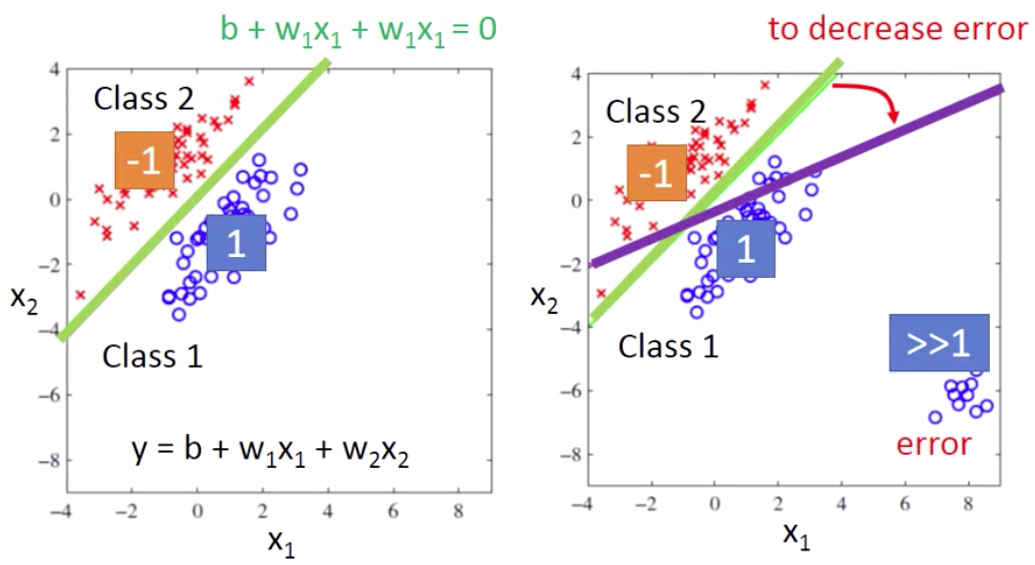 b + w₁x₁ + w₁x₁ = 0
Class 2
-1
1
Class 1
y = b + w₁x₁ + w₂x₂
4
2
0
−2
−4
−6
−8
x₂
−4 −2 0 2 4 6 8
x₁
to decrease error
Class 2
-1
1
Class 1
>>1
error
4
2
0
−2
−4
−6
−8
x₂
−4 −2 0 2 4 6 8
x₁